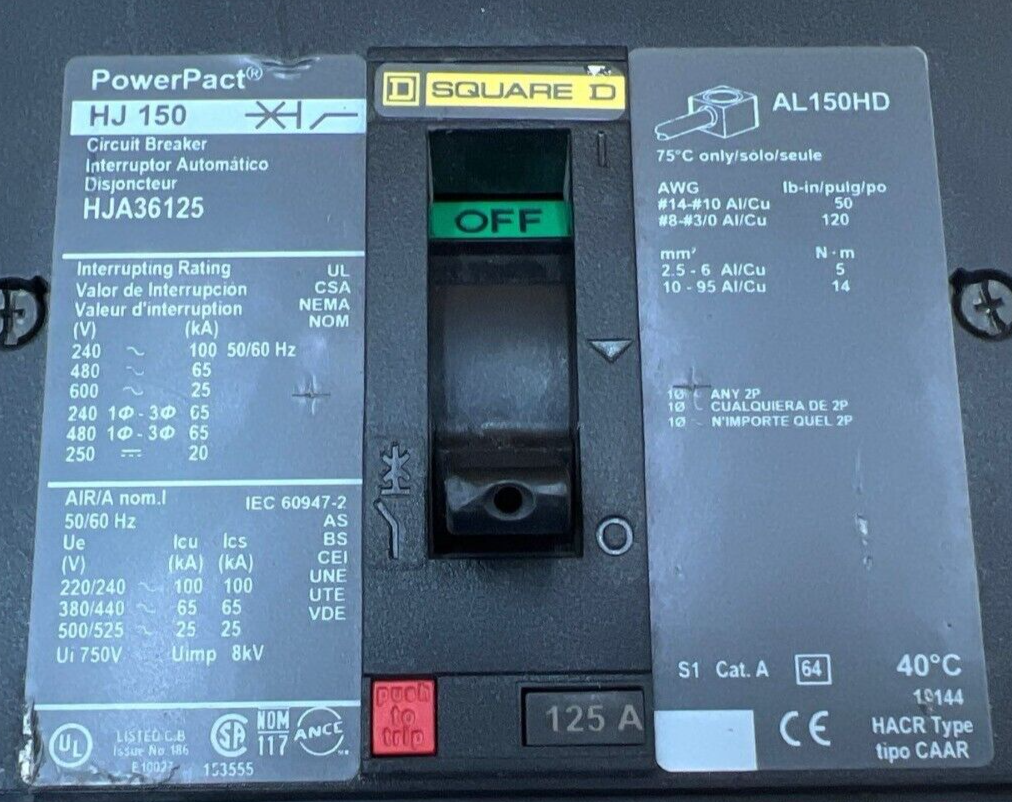 PowerPact®
HJ 150
Circuit Breaker
Interruptor Automático
Disjoncteur
HJA36125
Interrupting Rating UL
Valor de Interrupción CSA
Valeur d'interruption NEMA
(V) (kA) NOM
240 ~ 100 50/60 Hz
480 ~ 65
600 ~ 25
240 1Φ - 3Φ 65
480 1Φ - 3Φ 65
250 ⎓ 20
AIR/A nom.I IEC 60947-2
50/60 Hz AS
Ue Icu Ics BS
(V) (kA) (kA) CEI
220/240 ~ 100 100 UNE
380/440 ~ 65 65 UTE
500/525 ~ 25 25 VDE
Ui 750V Uimp 8kV
UL
LISTED C.B
Issue No. 186
SA
153555
NOM
117
ANCE
D SQUARE D
I
OFF
O
push
to
trip
125 A
AL150HD
75°C only/sólo/seule
AWG lb-in/pulg/po
#14-#10 Al/Cu 50
#8-#3/0 Al/Cu 120
mm² N·m
2.5 - 6 Al/Cu 5
10 - 95 Al/Cu 14
1Ø ANY 2P
1Ø CUALQUIERA DE 2P
1Ø N'IMPORTE QUEL 2P
S1 Cat. A 64 40°C
19144
CE HACR Type
tipo CAAR